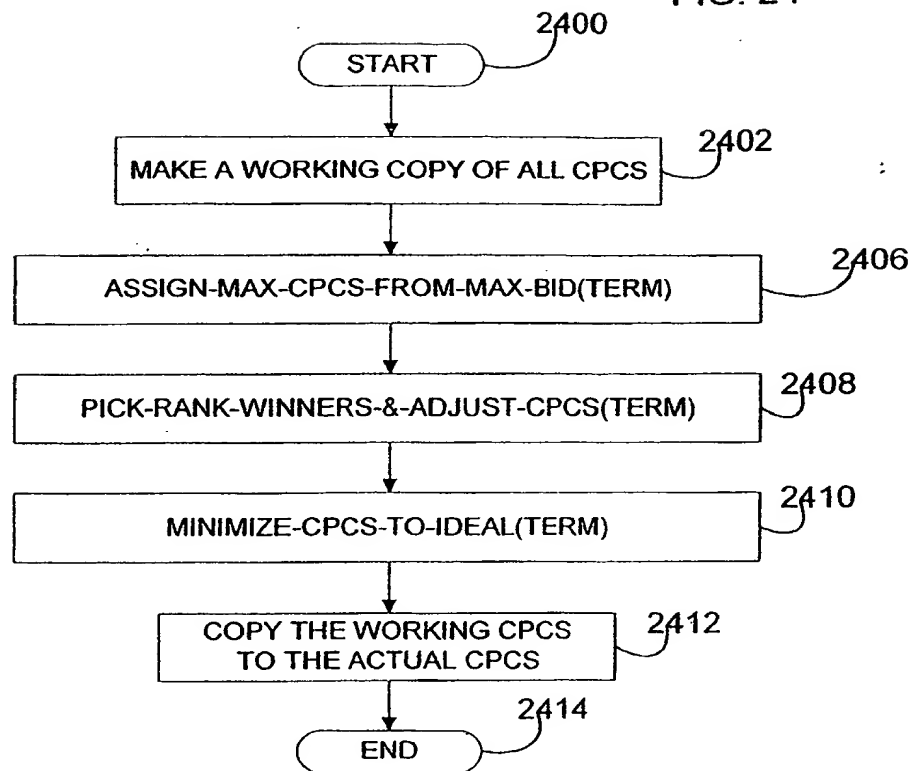 2400
START
2402
MAKE A WORKING COPY OF ALL CPCS
2406
ASSIGN-MAX-CPCS-FROM-MAX-BID(TERM)
2408
PICK-RANK-WINNERS-&-ADJUST-CPCS(TERM)
2410
MINIMIZE-CPCS-TO-IDEAL(TERM)
2412
COPY THE WORKING CPCS
TO THE ACTUAL CPCS
2414
END